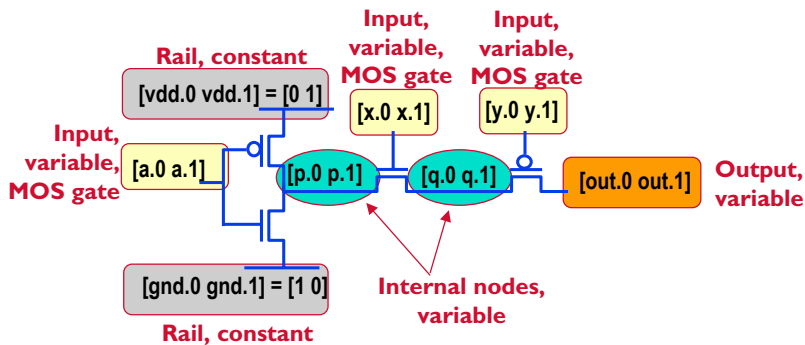 Input,
variable,
MOS gate
Input,
variable,
MOS gate
Rail, constant
[vdd.0 vdd.1] = [0 1]
[x.0 x.1]
[y.0 y.1]
Input,
variable,
MOS gate
[a.0 a.1]
[p.0 p.1]
[q.0 q.1]
[out.0 out.1]
Output,
variable
[gnd.0 gnd.1] = [1 0]
Rail, constant
Internal nodes,
variable